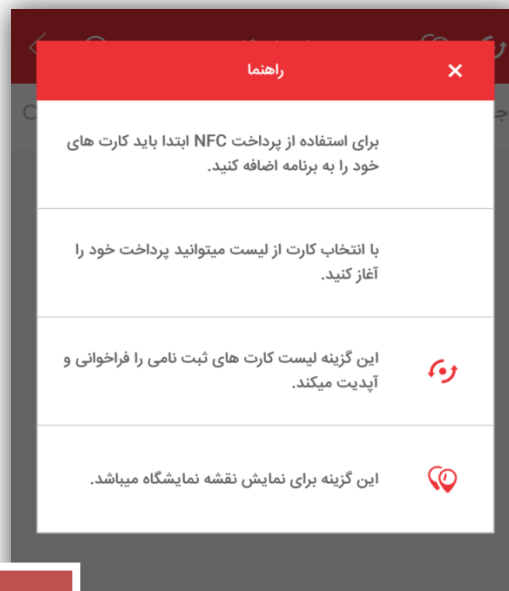 راهنما
برای استفاده از پرداخت NFC ابتدا باید کارت های
خود را به برنامه اضافه کنید.
با انتخاب کارت از لیست میتوانید پرداخت خود را
آغاز کنید.
این گزینه لیست کارت های ثبت نامی را فراخوانی و
آپدیت میکند.
این گزینه برای نمایش نقشه نمایشگاه میباشد.